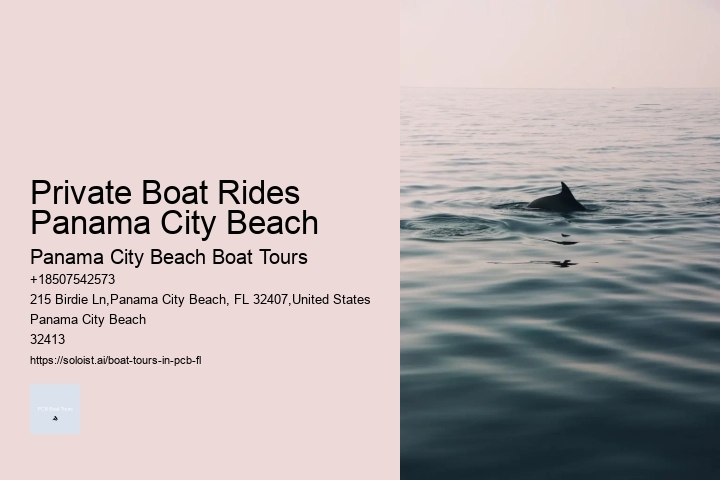 Private Boat Rides
Panama City Beach
Panama City Beach Boat Tours
+18507542573
215 Birdie Ln,Panama City Beach, FL 32407,United States
Panama City Beach
32413
https://soloist.ai/boat-tours-in-pcb-fl